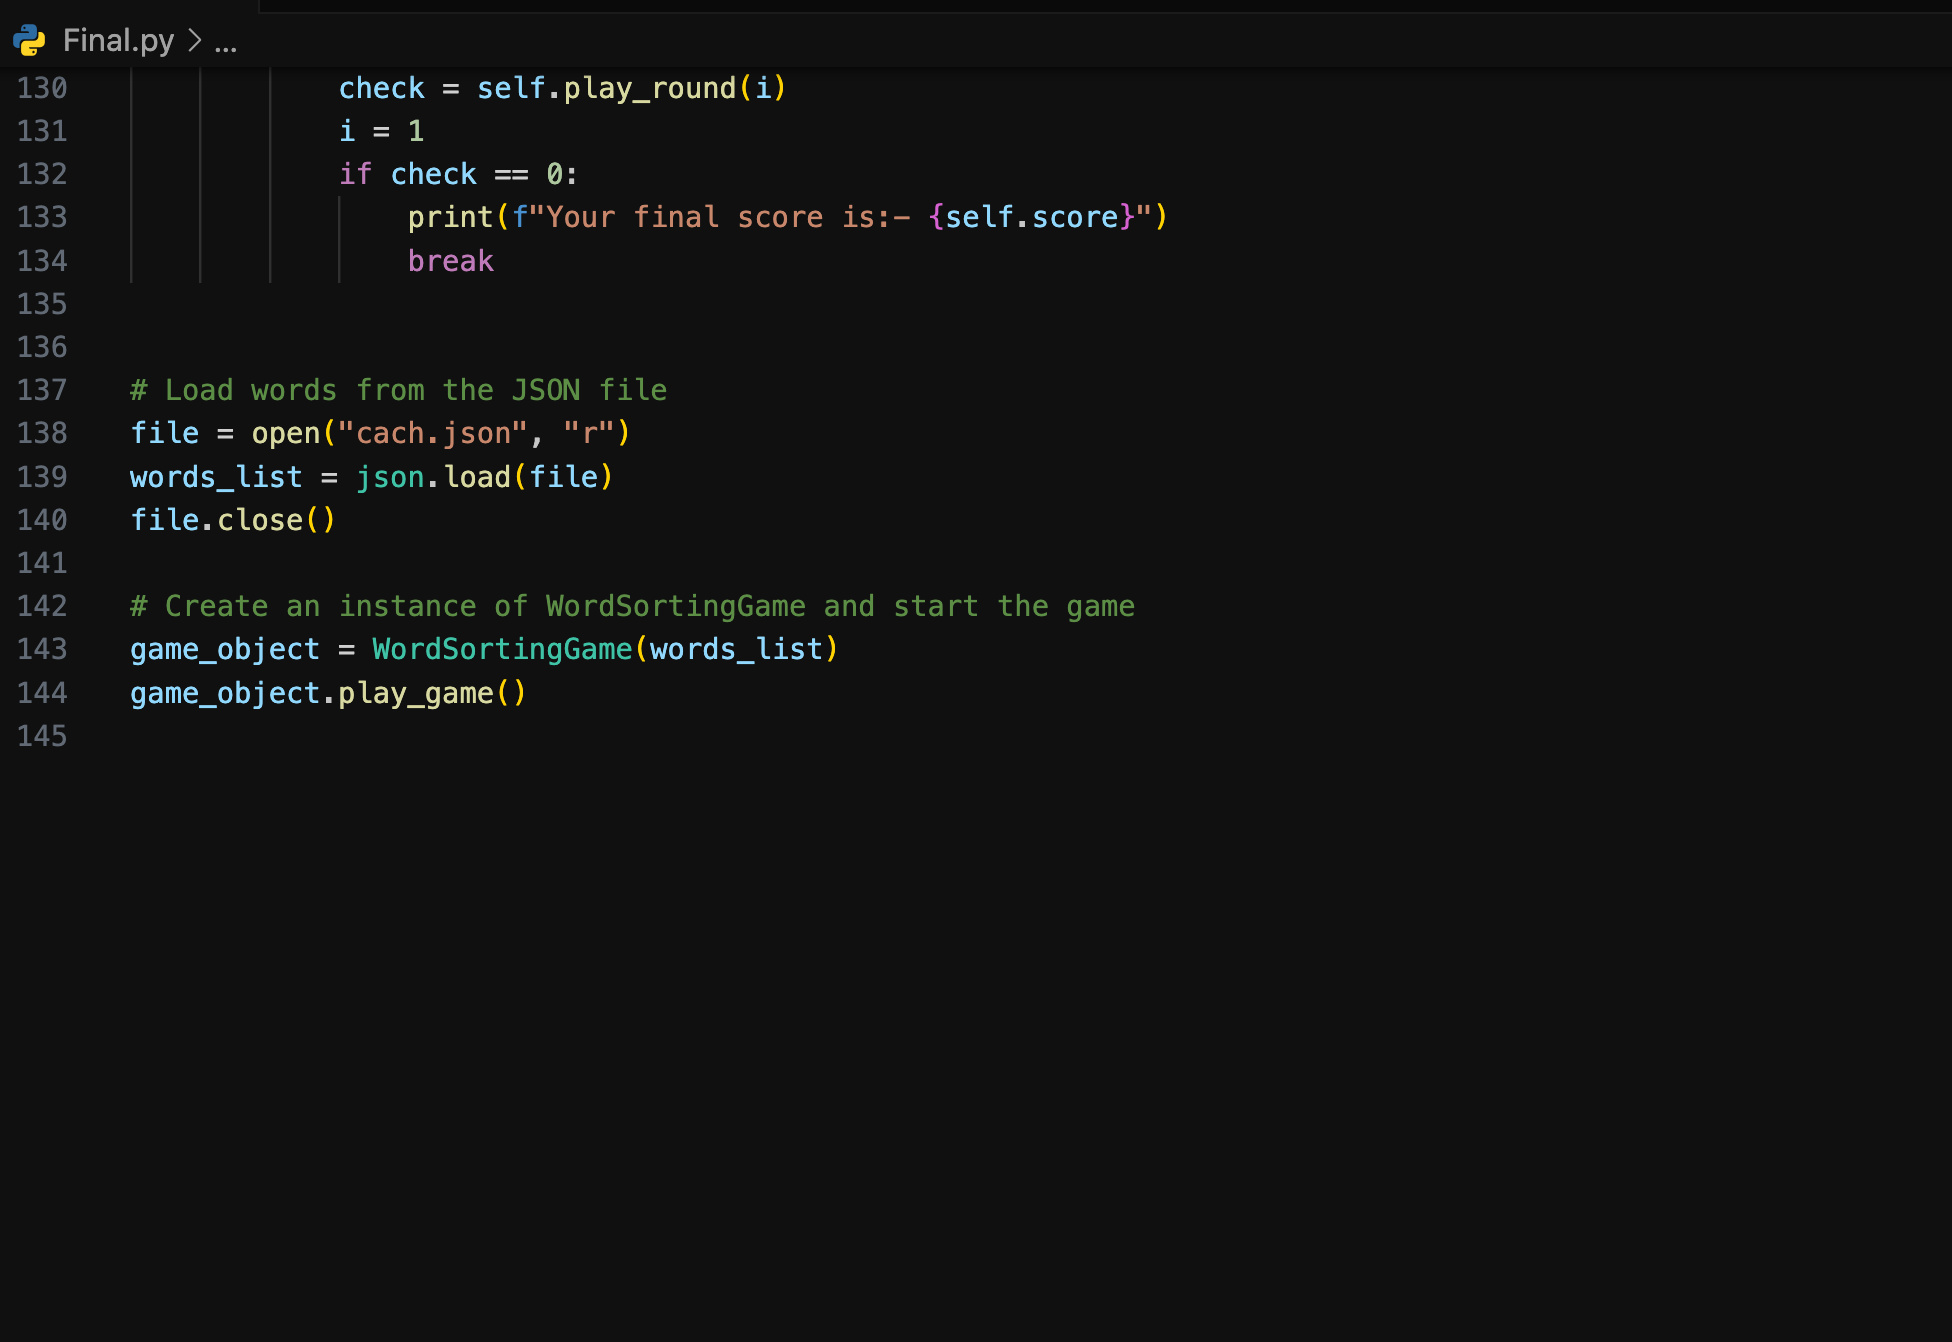 Final.py > ...
130 check = self.play_round(i)
131 i = 1
132 if check == 0:
133 print(f"Your final score is:- {self.score}")
134 break
135
136
137 # Load words from the JSON file
138 file = open("cach.json", "r")
139 words_list = json.load(file)
140 file.close()
141
142 # Create an instance of WordSortingGame and start the game
143 game_object = WordSortingGame(words_list)
144 game_object.play_game()
145